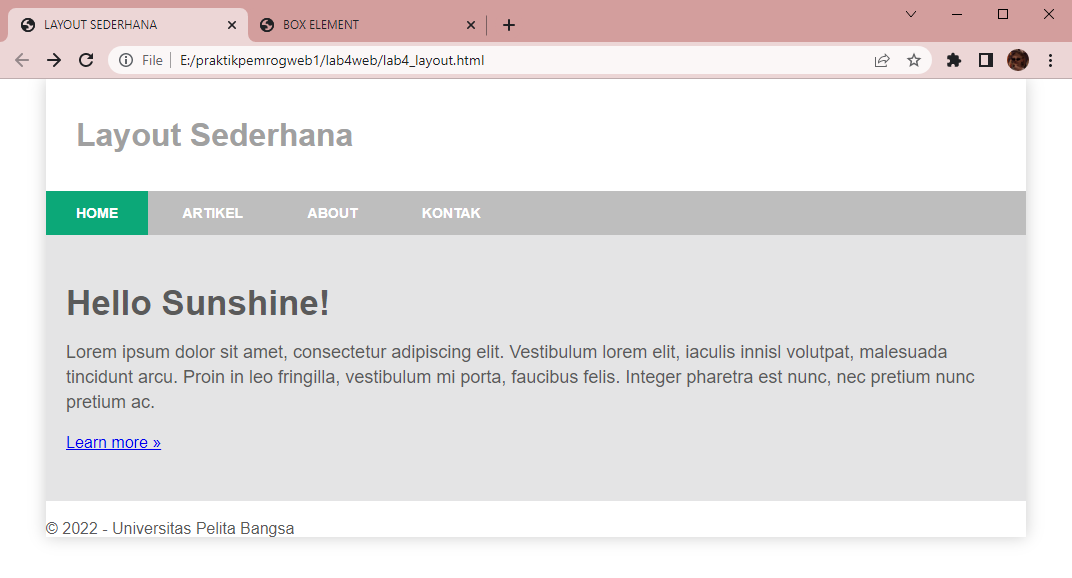 LAYOUT SEDERHANA
BOX ELEMENT
File
E:/praktikpemrogweb1/lab4web/lab4_layout.html
Layout Sederhana
HOME ARTIKEL ABOUT KONTAK
Hello Sunshine!
Lorem ipsum dolor sit amet, consectetur adipiscing elit. Vestibulum lorem elit, iaculis innisl volutpat, malesuada
tincidunt arcu. Proin in leo fringilla, vestibulum mi porta, faucibus felis. Integer pharetra est nunc, nec pretium nunc
pretium ac.
Learn more »
© 2022 - Universitas Pelita Bangsa